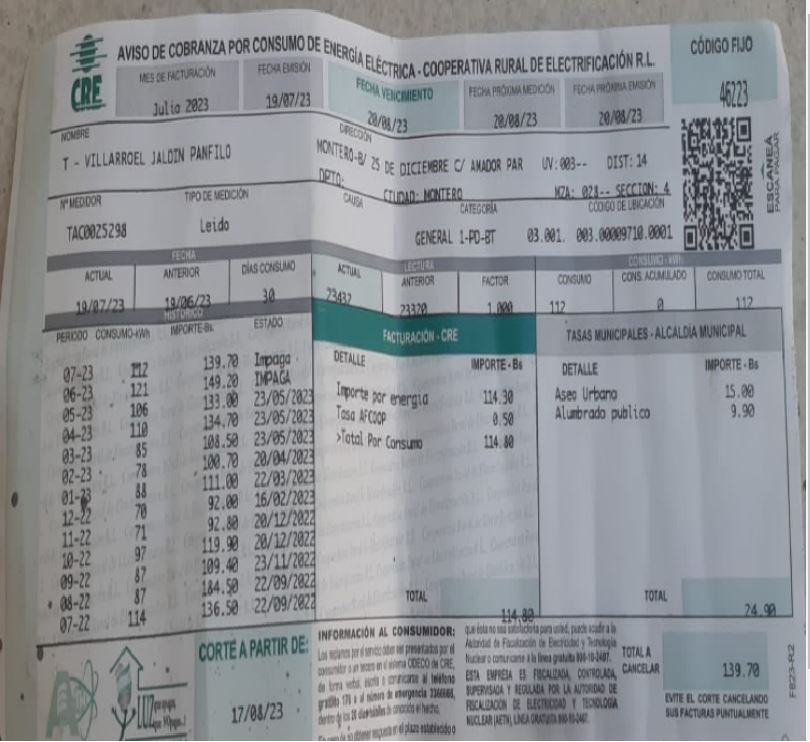 CRE
AVISO DE COBRANZA POR CONSUMO DE ENERGÍA ELÉCTRICA - COOPERATIVA RURAL DE ELECTRIFICACIÓN R.L.
CÓDIGO FIJO
46223
MES DE FACTURACIÓN FECHA EMISIÓN FECHA VENCIMIENTO FECHA PRÓXIMA MEDICIÓN FECHA PRÓXIMA EMISIÓN
Julio 2023 19/07/23 20/08/23 20/08/23 20/08/23
NOMBRE DIRECCIÓN
T - VILLARROEL JALDIN PANFILO MONTERO-B/ 25 DE DICIEMBRE C/ AMADOR PAR UV:003-- DIST:14
DPTO: CIUDAD: MONTERO MZA: 028-- SECCION: 4
ESCANEÁ PARA PAGAR
Nº MEDIDOR TIPO DE MEDICIÓN CAUSA CATEGORÍA CÓDIGO DE UBICACIÓN
TAC0025298 Leido GENERAL 1-PD-BT 03.001. 003.00009710.0001
FECHA LECTURA CONSUMO - kWh
ACTUAL ANTERIOR DÍAS CONSUMO ACTUAL ANTERIOR FACTOR CONSUMO CONS. ACUMULADO CONSUMO TOTAL
19/07/23 19/06/23 30 23432 23320 1.000 112 0 112
HISTÓRICO
PERIODO CONSUMO-kWh IMPORTE-Bs. ESTADO
07-23 112 139.70 Impaga
06-23 121 149.20 IMPAGA
05-23 106 133.00 23/05/2023
04-23 110 134.70 23/05/2023
03-23 85 108.50 23/05/2023
02-23 78 100.70 20/04/2023
01-23 88 111.00 22/03/2023
12-22 70 92.00 16/02/2023
11-22 71 92.80 20/12/2022
10-22 97 119.90 20/12/2022
09-22 87 109.40 23/11/2022
08-22 87 184.50 22/09/2022
07-22 114 136.50 22/09/2022
FACTURACIÓN - CRE
DETALLE IMPORTE - Bs
Importe por energia 114.30
Tasa AFCOOP 0.50
>Total Por Consumo 114.80
TOTAL 114.80
TASAS MUNICIPALES - ALCALDÍA MUNICIPAL
DETALLE IMPORTE - Bs
Aseo Urbano 15.00
Alumbrado publico 9.90
TOTAL 24.90
CORTE A PARTIR DE:
17/08/23
INFORMACIÓN AL CONSUMIDOR:
Los reclamos por el servicio deben ser presentados por el
consumidor o un tercero en el sistema ODECO de CRE,
de forma verbal, escrita o comunicarse al teléfono
gratuito 176 o al número de emergencia 3366666,
dentro de los 20 días hábiles de conocido el hecho.
que ésta no sea satisfactoria para usted, puede acudir a la
Autoridad de Fiscalización de Electricidad y Tecnología
Nuclear o comunicarse a la línea gratuita 800-10-2407.
ESTA EMPRESA ES FISCALIZADA, CONTROLADA,
SUPERVISADA Y REGULADA POR LA AUTORIDAD DE
FISCALIZACIÓN DE ELECTRICIDAD Y TECNOLOGÍA
NUCLEAR (AETN), LÍNEA GRATUITA 800-10-2407.
TOTAL A
CANCELAR
139.70
EVITE EL CORTE CANCELANDO
SUS FACTURAS PUNTUALMENTE
F823-R2